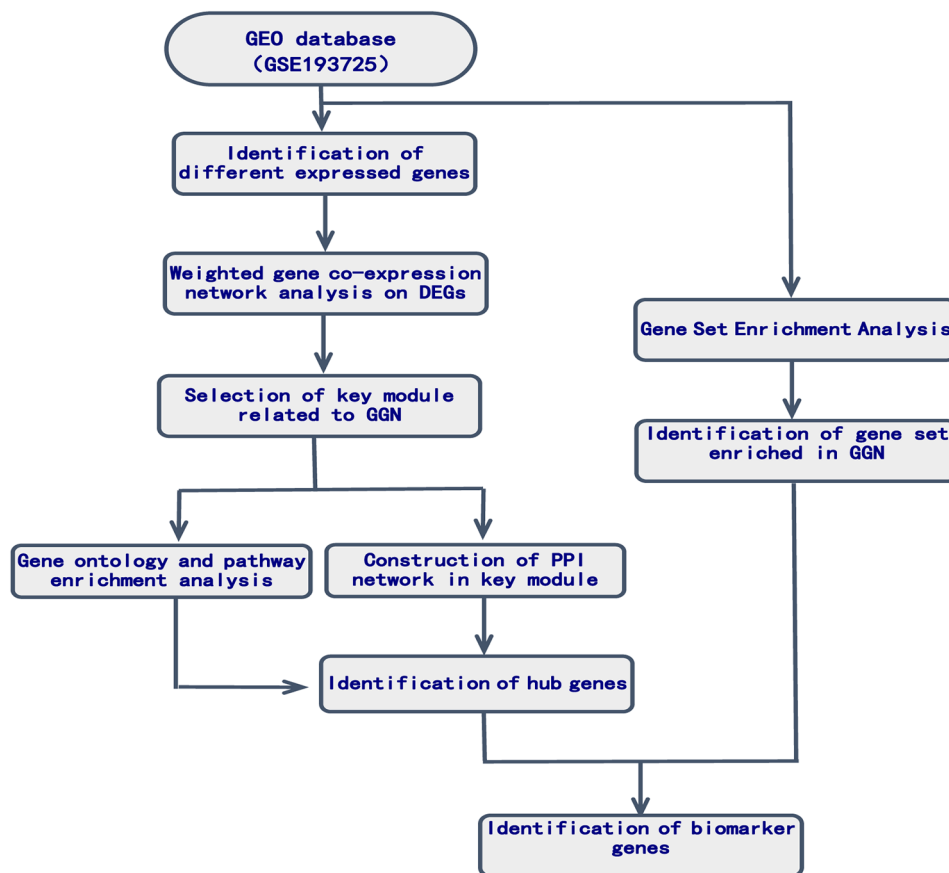 GEO database
(GSE193725)
Identification of
different expressed genes
Weighted gene co-expression
network analysis on DEGs
Gene Set Enrichment Analysis
Selection of key module
related to GGN
Identification of gene set
enriched in GGN
Gene ontology and pathway
enrichment analysis
Construction of PPI
network in key module
Identification of hub genes
Identification of biomarker
genes